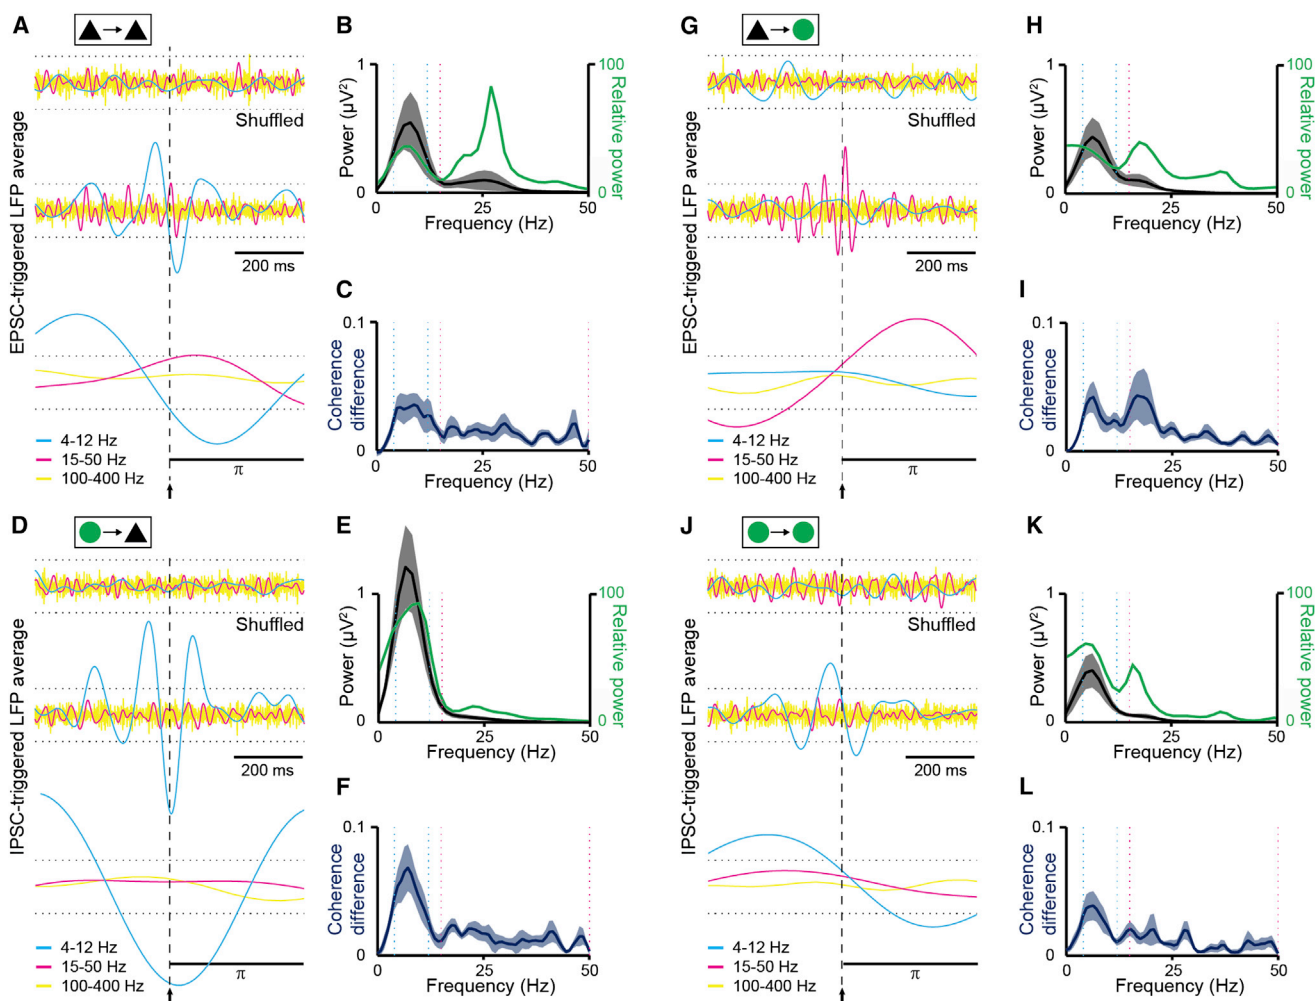 A
EPSC-triggered LFP average
Shuffled
200 ms
4-12 Hz
15-50 Hz
100-400 Hz
π
B
1
Power (μV²)
0
100
Relative power
0
0
25
50
Frequency (Hz)
C
0.1
Coherence
difference
0
0
25
50
Frequency (Hz)
D
IPSC-triggered LFP average
Shuffled
200 ms
4-12 Hz
15-50 Hz
100-400 Hz
π
E
1
Power (μV²)
0
100
Relative power
0
0
25
50
Frequency (Hz)
F
0.1
Coherence
difference
0
0
25
50
Frequency (Hz)
G
EPSC-triggered LFP average
Shuffled
200 ms
4-12 Hz
15-50 Hz
100-400 Hz
π
H
1
Power (μV²)
0
100
Relative power
0
0
25
50
Frequency (Hz)
I
0.1
Coherence
difference
0
0
25
50
Frequency (Hz)
J
IPSC-triggered LFP average
Shuffled
200 ms
4-12 Hz
15-50 Hz
100-400 Hz
π
K
1
Power (μV²)
0
100
Relative power
0
0
25
50
Frequency (Hz)
L
0.1
Coherence
difference
0
0
25
50
Frequency (Hz)